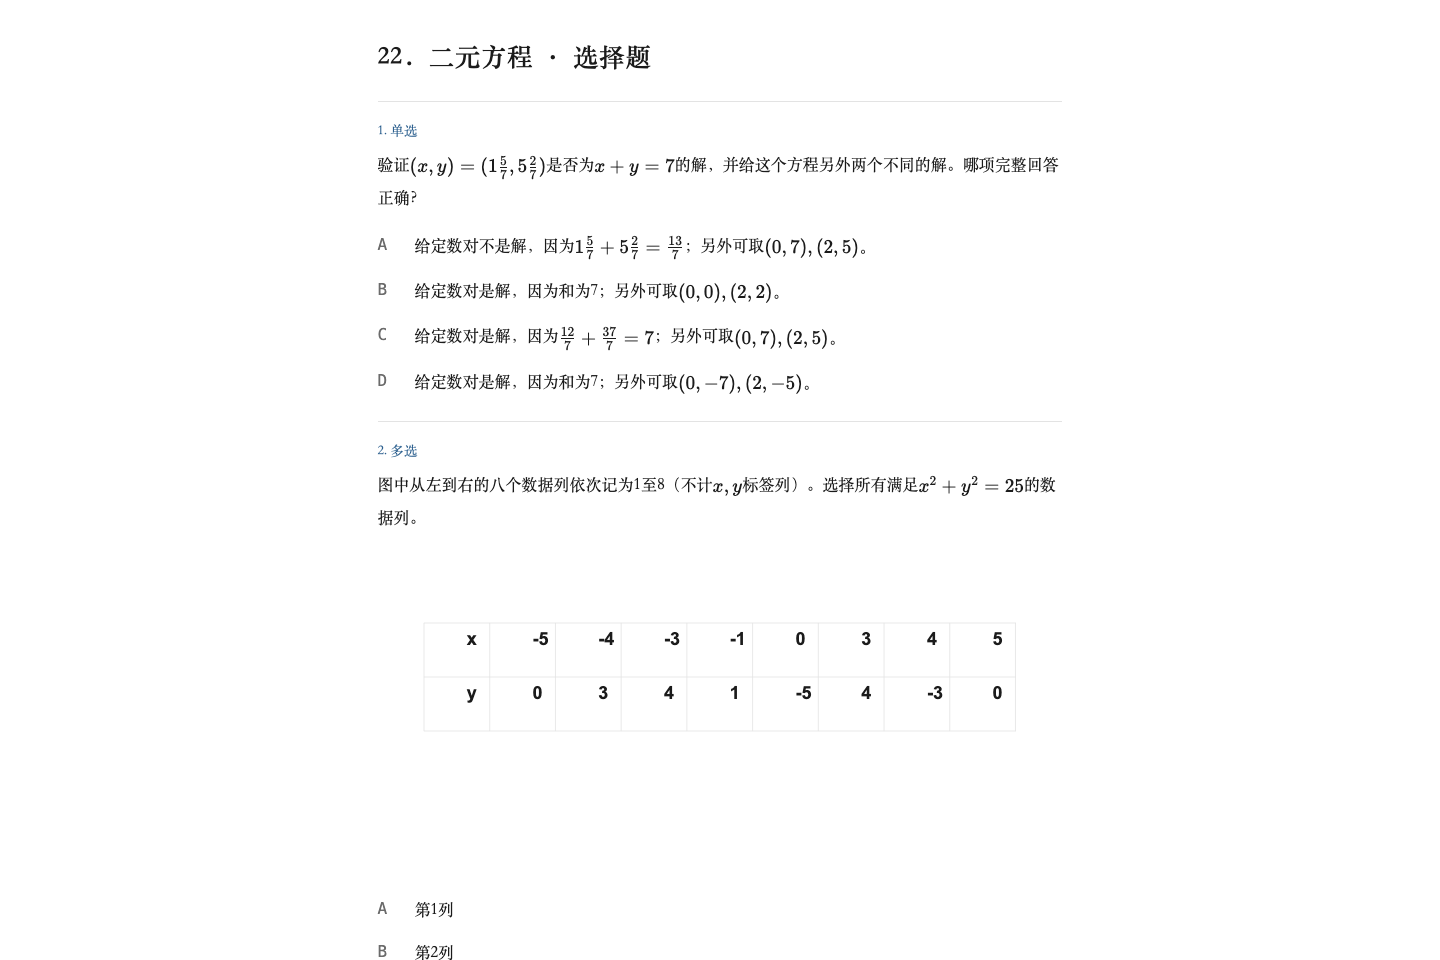 22. 二元方程 · 选择题
1. 单选
验证(x, y) = (1 5/7, 5 2/7)是否为x + y = 7的解，并给这个方程另外两个不同的解。哪项完整回答
正确？
A 给定数对不是解，因为1 5/7 + 5 2/7 = 13/7；另外可取(0, 7), (2, 5)。
B 给定数对是解，因为和为7；另外可取(0, 0), (2, 2)。
C 给定数对是解，因为12/7 + 37/7 = 7；另外可取(0, 7), (2, 5)。
D 给定数对是解，因为和为7；另外可取(0, −7), (2, −5)。
2. 多选
图中从左到右的八个数据列依次记为1至8（不计x, y标签列）。选择所有满足x² + y² = 25的数
据列。
x -5 -4 -3 -1 0 3 4 5
y 0 3 4 1 -5 4 -3 0
A 第1列
B 第2列